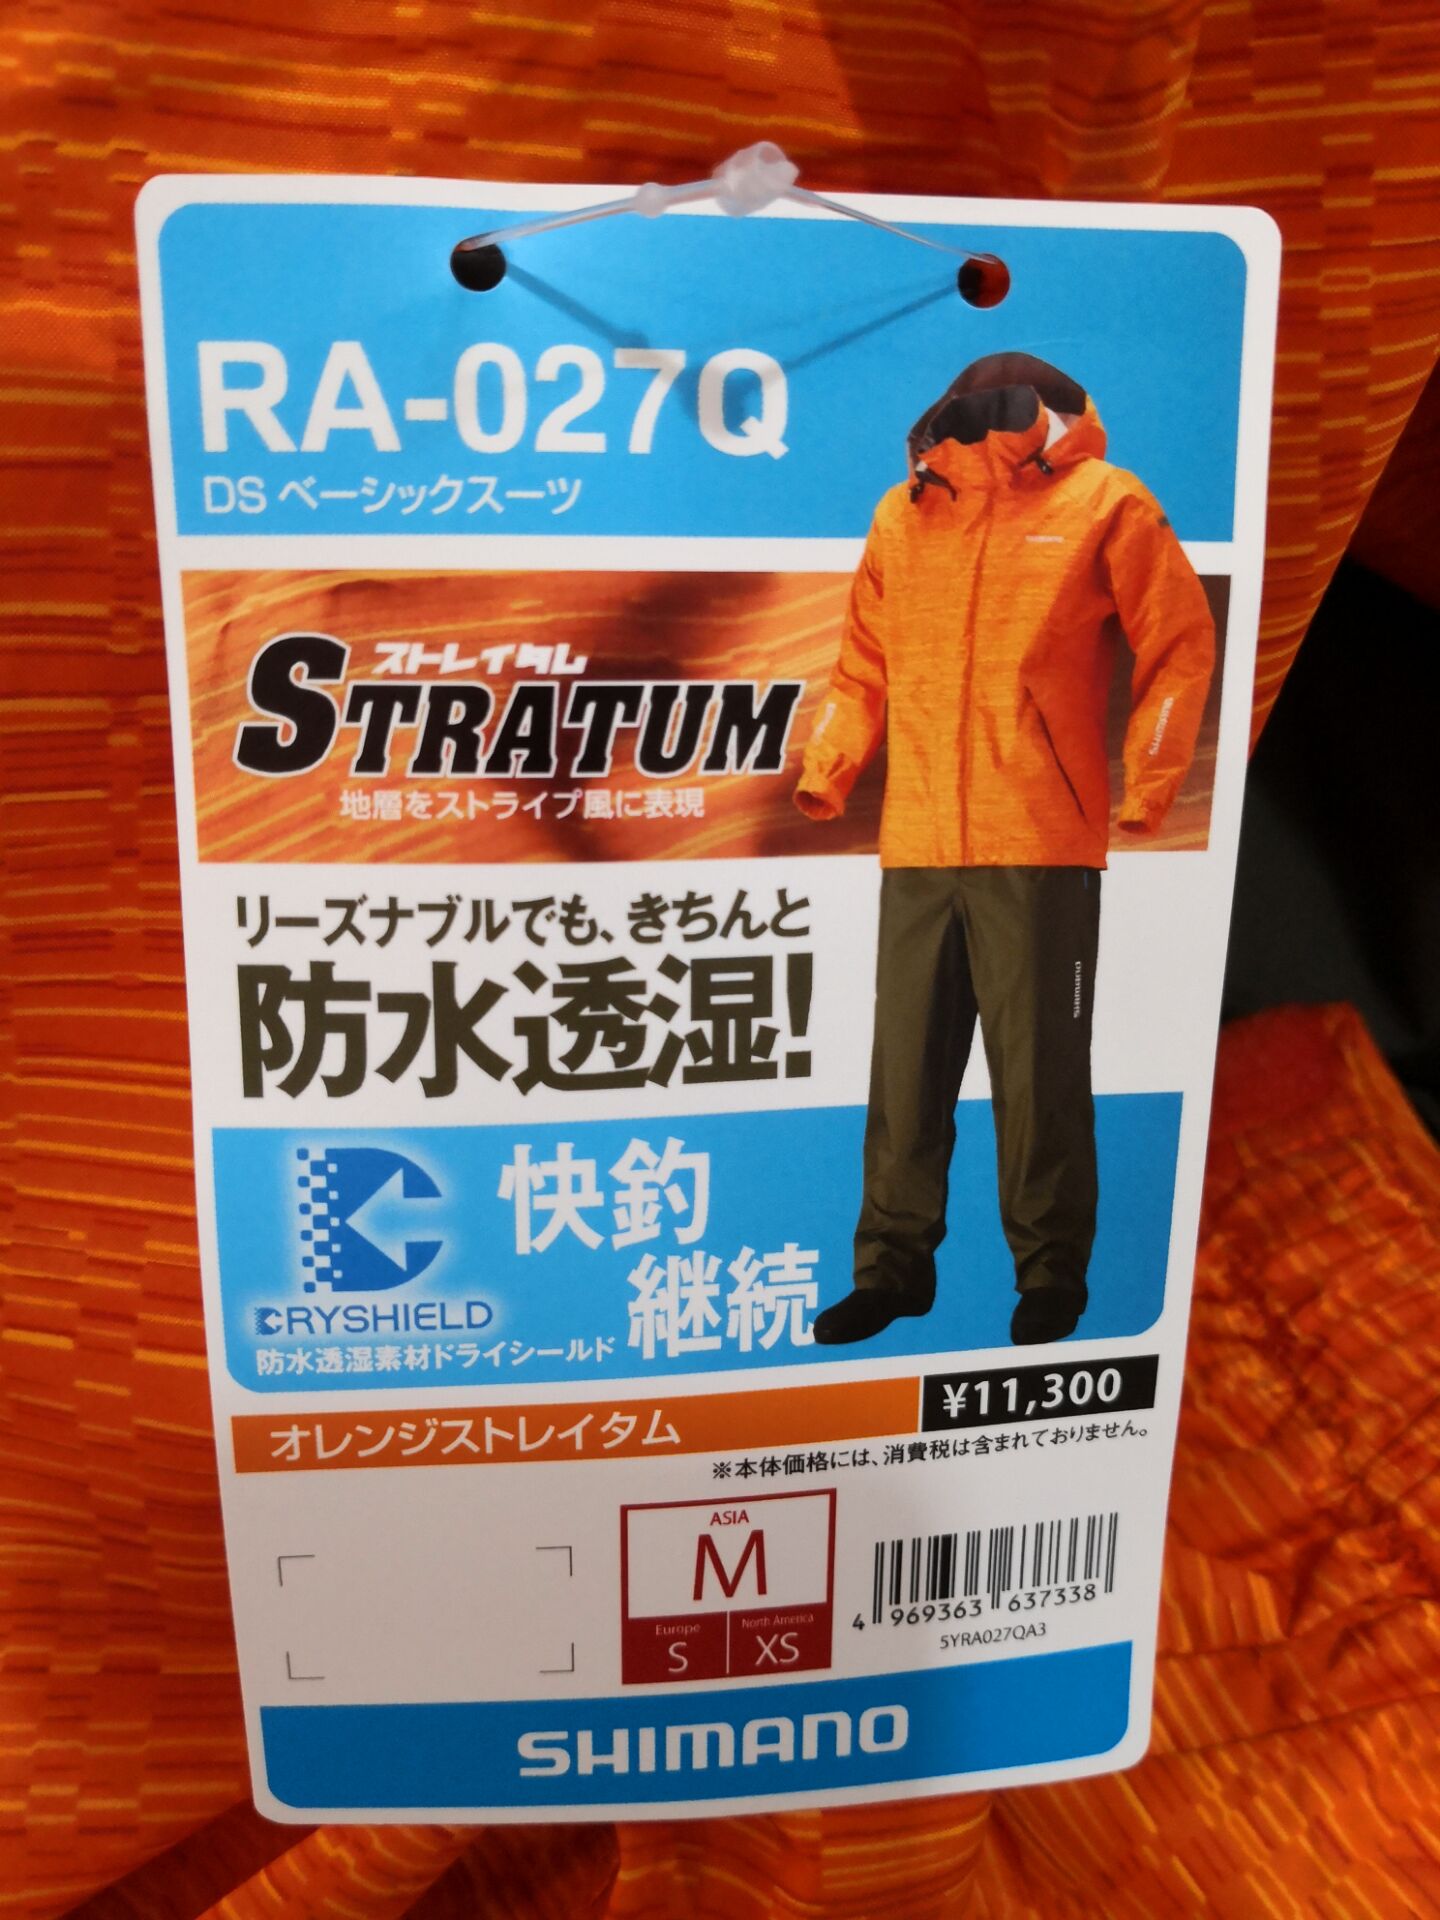 RA-027Q
DS ベーシックスーツ
ストレイタム
STRATUM
地層をストライプ風に表現
リーズナブルでも、きちんと
防水透湿!
快釣
継続
DRYSHIELD
防水透湿素材ドライシールド
オレンジストレイタム
¥11,300
※本体価格には、消費税は含まれておりません。
ASIA
M
Europe
S
North America
XS
4 969363 637338
5YRA027QA3
SHIMANO
SHIMANO
SHIMANO
SHIMANO